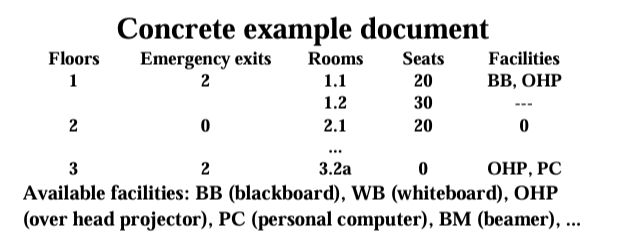 Concrete example document
Floors Emergency exits Rooms Seats Facilities
1 2 1.1 20 BB, OHP
1.2 30 ---
2 0 2.1 20 0
...
3 2 3.2a 0 OHP, PC
Available facilities: BB (blackboard), WB (whiteboard), OHP
(over head projector), PC (personal computer), BM (beamer), ...